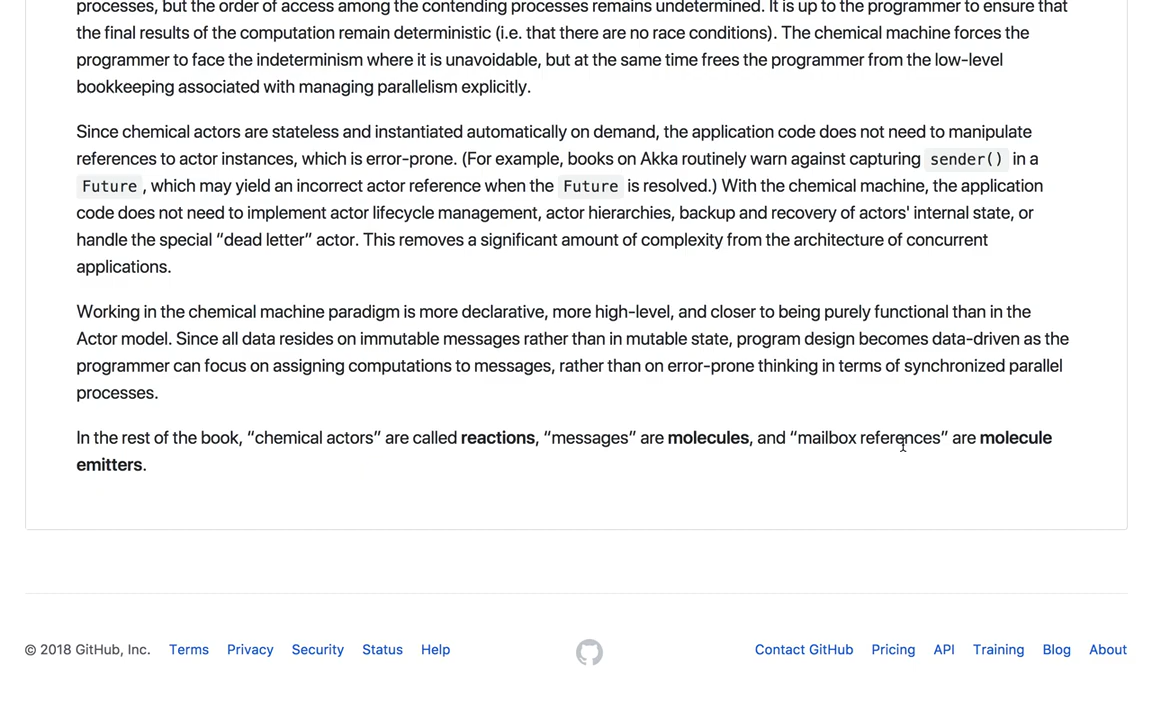 processes, but the order of access among the contending processes remains undetermined. It is up to the programmer to ensure that
the final results of the computation remain deterministic (i.e. that there are no race conditions). The chemical machine forces the
programmer to face the indeterminism where it is unavoidable, but at the same time frees the programmer from the low-level
bookkeeping associated with managing parallelism explicitly.
Since chemical actors are stateless and instantiated automatically on demand, the application code does not need to manipulate
references to actor instances, which is error-prone. (For example, books on Akka routinely warn against capturing sender() in a
Future, which may yield an incorrect actor reference when the Future is resolved.) With the chemical machine, the application
code does not need to implement actor lifecycle management, actor hierarchies, backup and recovery of actors' internal state, or
handle the special “dead letter” actor. This removes a significant amount of complexity from the architecture of concurrent
applications.
Working in the chemical machine paradigm is more declarative, more high-level, and closer to being purely functional than in the
Actor model. Since all data resides on immutable messages rather than in mutable state, program design becomes data-driven as the
programmer can focus on assigning computations to messages, rather than on error-prone thinking in terms of synchronized parallel
processes.
In the rest of the book, “chemical actors” are called reactions, “messages” are molecules, and “mailbox references” are molecule
emitters.
© 2018 GitHub, Inc. Terms Privacy Security Status Help Contact GitHub Pricing API Training Blog About